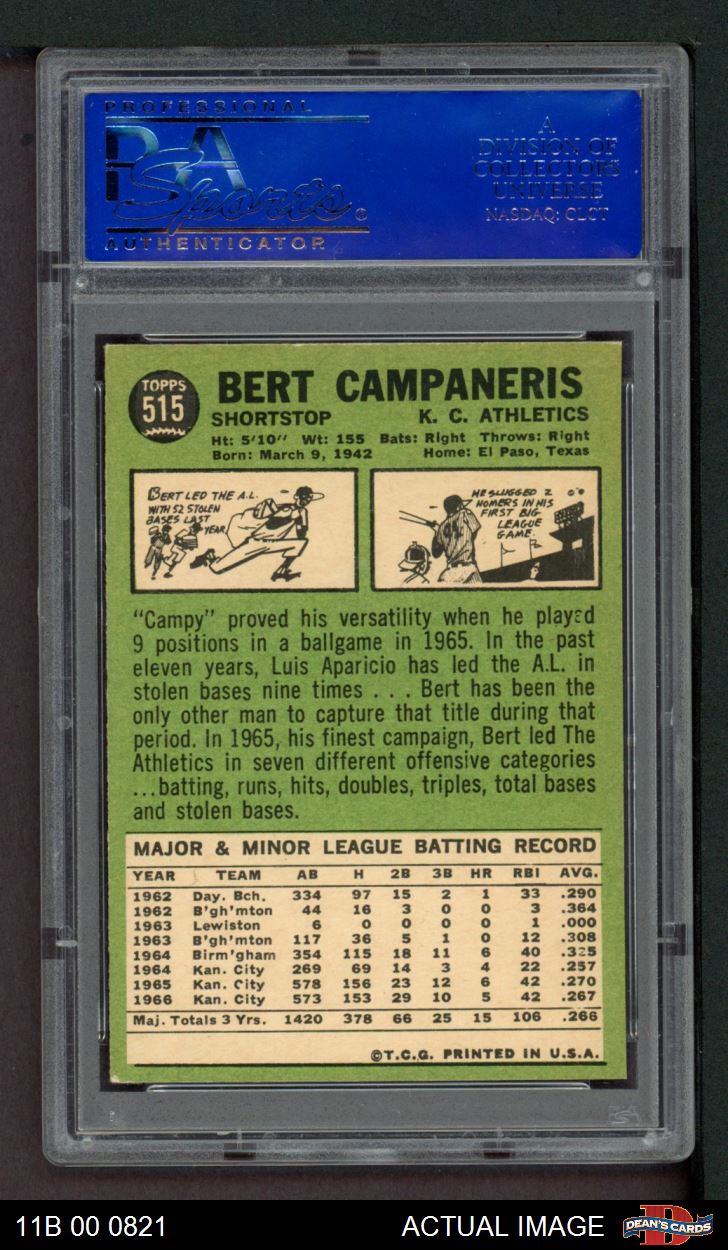 PROFESSIONAL
PSA
Sports®
AUTHENTICATOR
A
DIVISION OF
COLLECTORS
UNIVERSE
NASDAQ: CLCT
TOPPS
515
BERT CAMPANERIS
SHORTSTOP K. C. ATHLETICS
Ht: 5'10" Wt: 155 Bats: Right Throws: Right
Born: March 9, 1942 Home: El Paso, Texas
BERT LED THE A.L.
WITH 52 STOLEN
BASES LAST
YEAR
HE SLUGGED 2
HOMERS IN HIS
FIRST BIG
LEAGUE
GAME.
"Campy" proved his versatility when he played
9 positions in a ballgame in 1965. In the past
eleven years, Luis Aparicio has led the A.L. in
stolen bases nine times . . . Bert has been the
only other man to capture that title during that
period. In 1965, his finest campaign, Bert led The
Athletics in seven different offensive categories
...batting, runs, hits, doubles, triples, total bases
and stolen bases.
MAJOR & MINOR LEAGUE BATTING RECORD
YEAR TEAM AB H 2B 3B HR RBI AVG.
1962 Day. Bch. 334 97 15 2 1 33 .290
1962 B'gh'mton 44 16 3 0 0 3 .364
1963 Lewiston 6 0 0 0 0 1 .000
1963 B'gh'mton 117 36 5 1 0 12 .308
1964 Birm'gham 354 115 18 11 6 40 .325
1964 Kan. City 269 69 14 3 4 22 .257
1965 Kan. City 578 156 23 12 6 42 .270
1966 Kan. City 573 153 29 10 5 42 .267
Maj. Totals 3 Yrs. 1420 378 66 25 15 106 .266
©T.C.G. PRINTED IN U.S.A.
PSA
11B 00 0821 ACTUAL IMAGE
DEAN'S CARDS